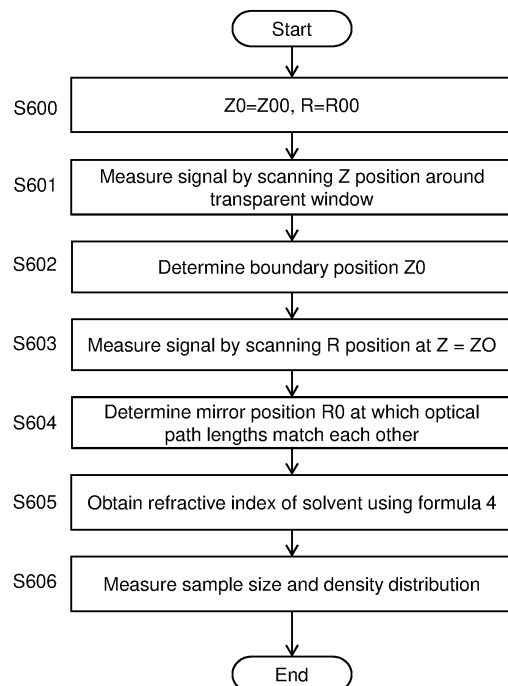 Start
S600
Z0=Z00, R=R00
S601
Measure signal by scanning Z position around
transparent window
S602
Determine boundary position Z0
S603
Measure signal by scanning R position at Z = ZO
S604
Determine mirror position R0 at which optical
path lengths match each other
S605
Obtain refractive index of solvent using formula 4
S606
Measure sample size and density distribution
End